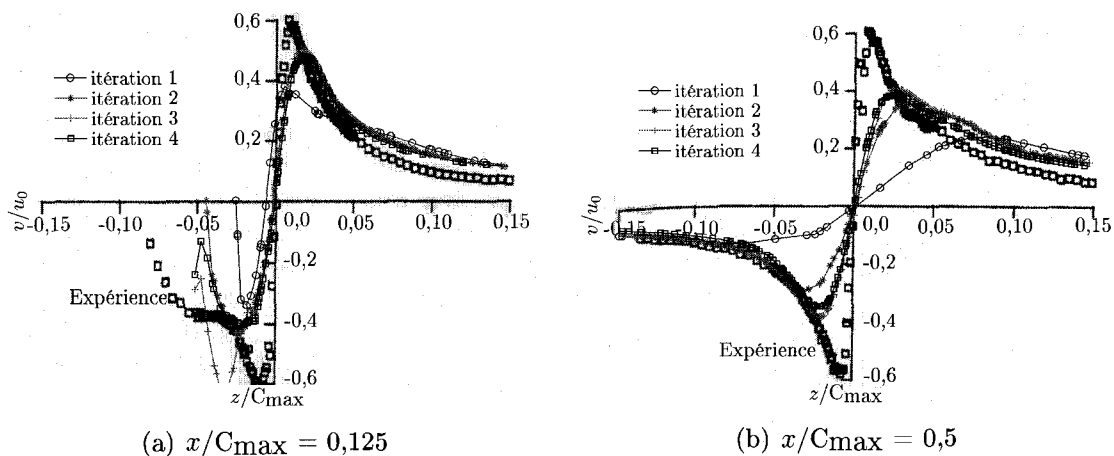 0,6
itération 1
itération 2
itération 3
itération 4
0,4
0,2
v/u0
-0,15
-0,10
-0,05
0,0
0,05
0,10
0,15
-0,2
Expérience
-0,4
-0,6
z/Cmax
(a) x/Cmax = 0,125
0,6
itération 1
itération 2
itération 3
itération 4
0,4
0,2
v/u0
-0,15
-0,10
-0,05
0,0
0,05
0,10
0,15
-0,2
-0,4
Expérience
-0,6
z/Cmax
(b) x/Cmax = 0,5